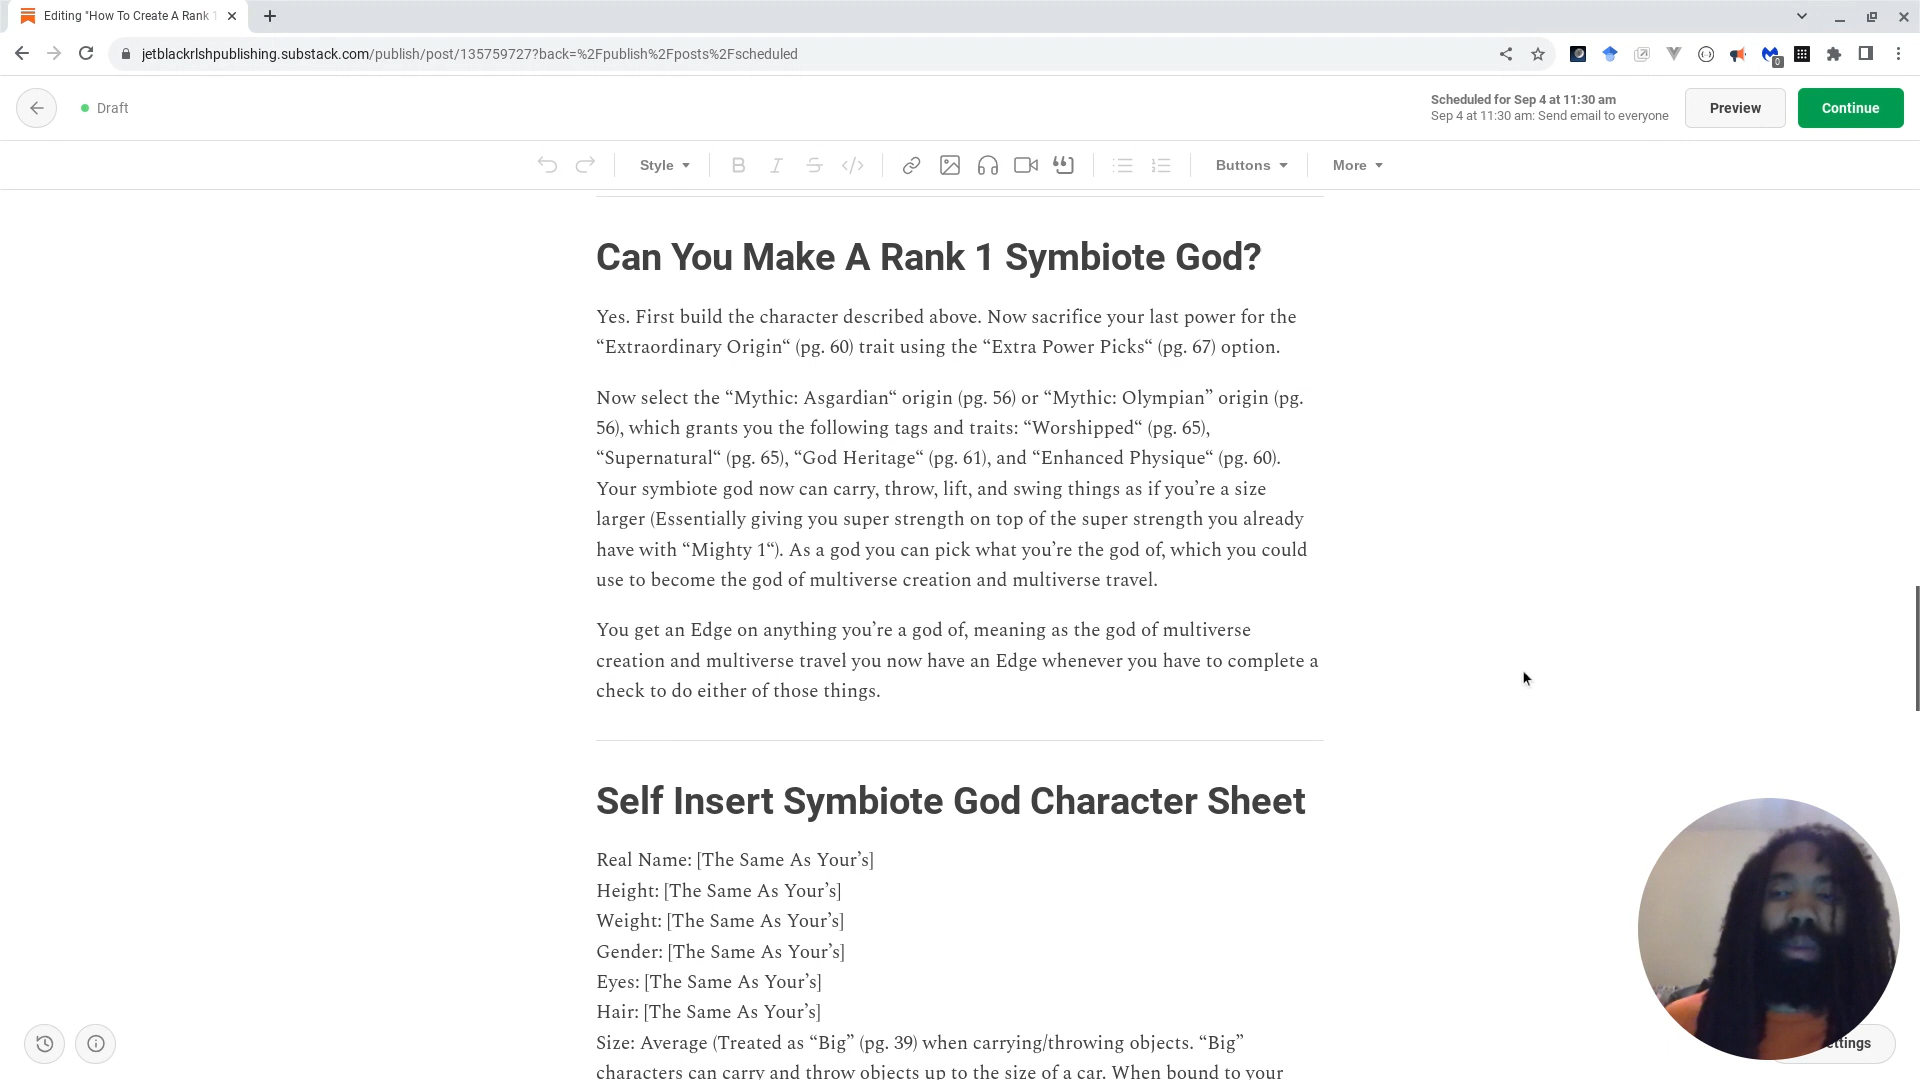 Editing "How To Create A Rank 1
jetblackrlshpublishing.substack.com/publish/post/135759727?back=%2Fpublish%2Fposts%2Fscheduled
0
Draft
Scheduled for Sep 4 at 11:30 am
Sep 4 at 11:30 am: Send email to everyone
Preview
Continue
Style
B
I
S
Buttons
More
Can You Make A Rank 1 Symbiote God?
Yes. First build the character described above. Now sacrifice your last power for the
“Extraordinary Origin“ (pg. 60) trait using the “Extra Power Picks“ (pg. 67) option.
Now select the “Mythic: Asgardian“ origin (pg. 56) or “Mythic: Olympian” origin (pg.
56), which grants you the following tags and traits: “Worshipped“ (pg. 65),
“Supernatural“ (pg. 65), “God Heritage“ (pg. 61), and “Enhanced Physique“ (pg. 60).
Your symbiote god now can carry, throw, lift, and swing things as if you’re a size
larger (Essentially giving you super strength on top of the super strength you already
have with “Mighty 1“). As a god you can pick what you’re the god of, which you could
use to become the god of multiverse creation and multiverse travel.
You get an Edge on anything you’re a god of, meaning as the god of multiverse
creation and multiverse travel you now have an Edge whenever you have to complete a
check to do either of those things.
Self Insert Symbiote God Character Sheet
Real Name: [The Same As Your’s]
Height: [The Same As Your’s]
Weight: [The Same As Your’s]
Gender: [The Same As Your’s]
Eyes: [The Same As Your’s]
Hair: [The Same As Your’s]
Size: Average (Treated as “Big” (pg. 39) when carrying/throwing objects. “Big”
characters can carry and throw objects up to the size of a car. When bound to your
ettings